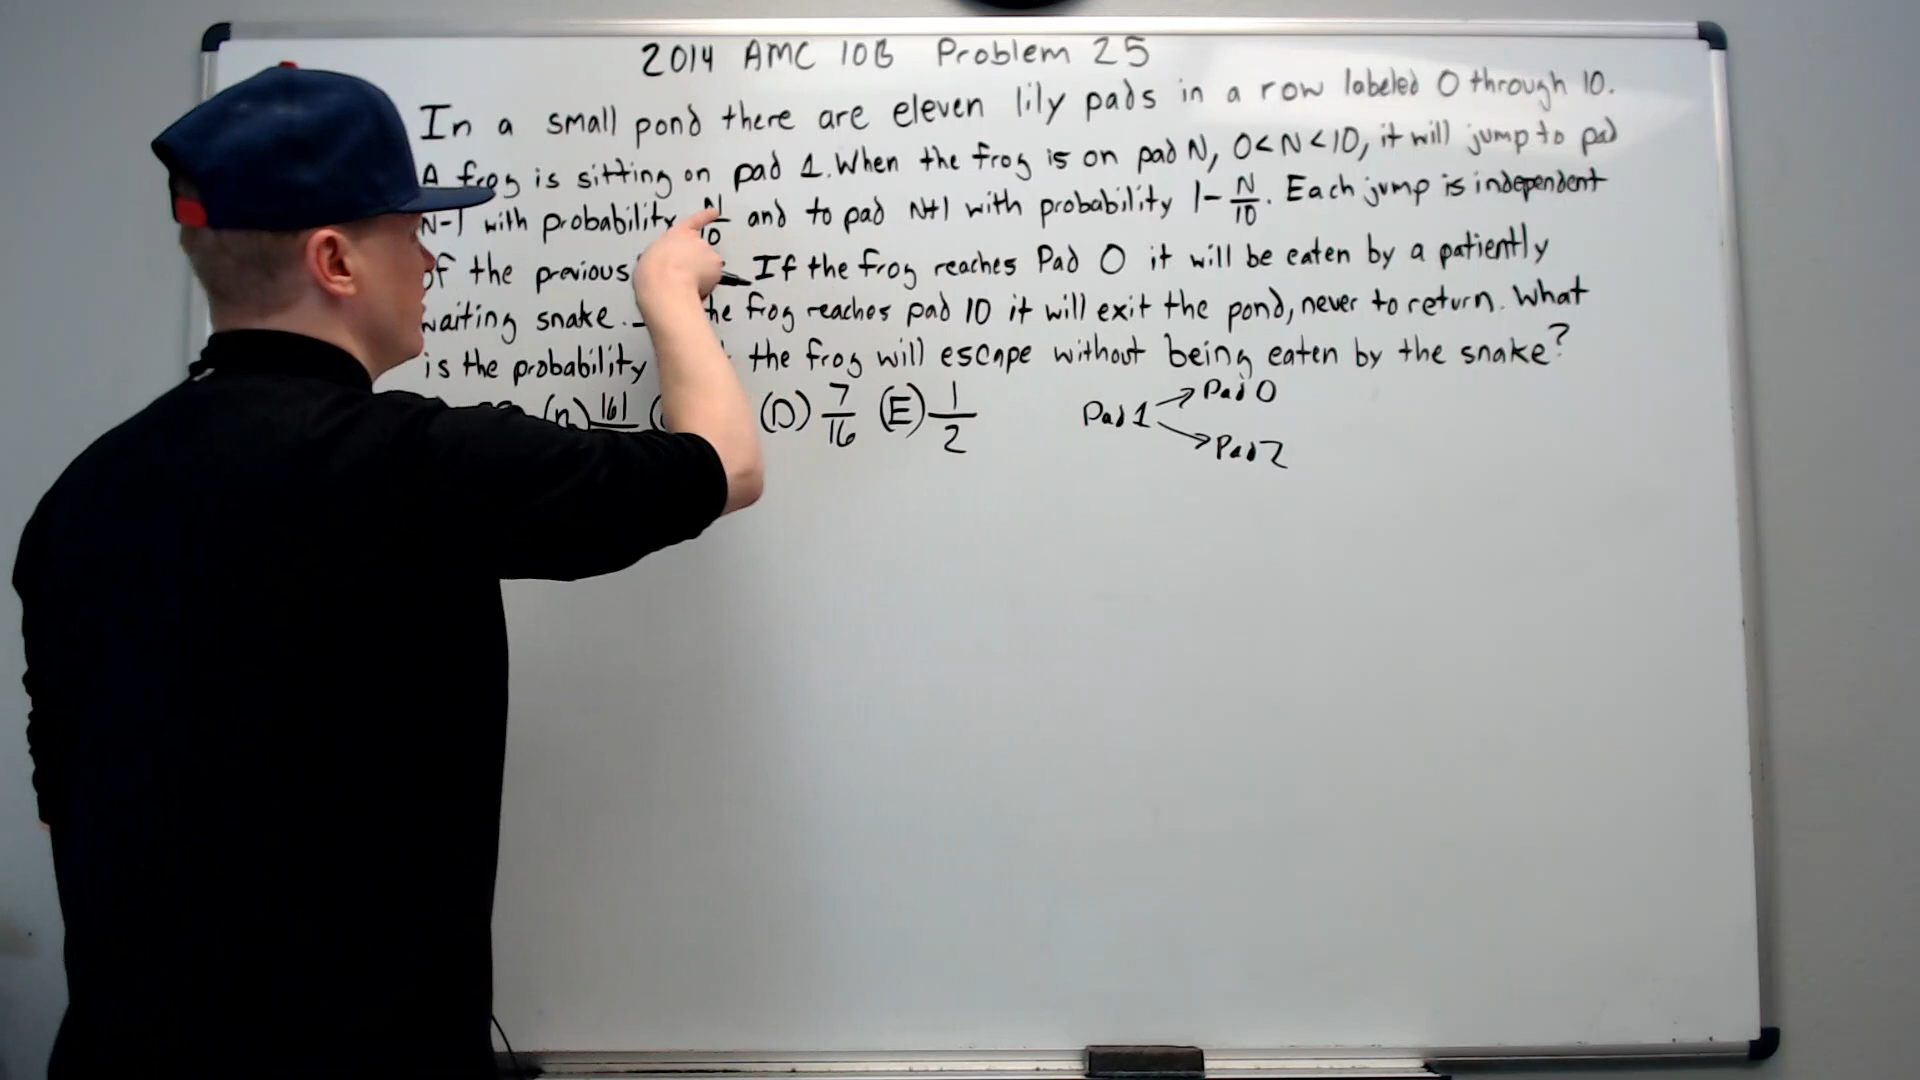 2014 AMC 10B Problem 25
In a small pond there are eleven lily pads in a row labeled 0 through 10.
A frog is sitting on pad 1. When the frog is on pad N, 0<N<10, it will jump to pad
N-1 with probability N/10 and to pad N+1 with probability 1-N/10. Each jump is independent
of the previous If the frog reaches Pad 0 it will be eaten by a patiently
waiting snake. the frog reaches pad 10 it will exit the pond, never to return. What
is the probability the frog will escape without being eaten by the snake?
161 (D) 7/16 (E) 1/2
Pad 1 → Pad 0
→ Pad 2